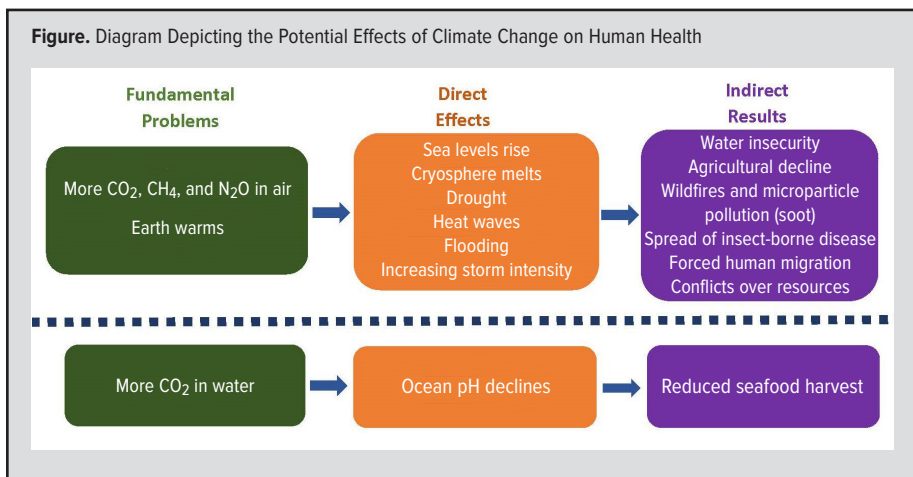 Figure. Diagram Depicting the Potential Effects of Climate Change on Human Health
Fundamental
Problems
Direct
Effects
Indirect
Results
More CO₂, CH₄, and N₂O in air
Earth warms
Sea levels rise
Cryosphere melts
Drought
Heat waves
Flooding
Increasing storm intensity
Water insecurity
Agricultural decline
Wildfires and microparticle
pollution (soot)
Spread of insect-borne disease
Forced human migration
Conflicts over resources
More CO₂ in water
Ocean pH declines
Reduced seafood harvest